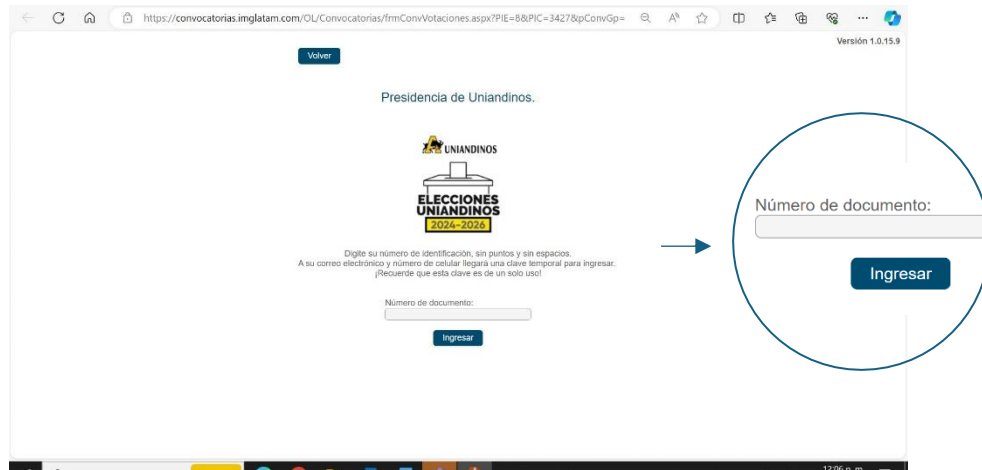 https://convocatorias.imglatam.com/OL/Convocatorias/frmConvVotaciones.aspx?PIE=8&PIC=3427&pConvGp=
Versión 1.0.15.9
Volver
Presidencia de Uniandinos.
UNIANDINOS
ELECCIONES
UNIANDINOS
2024-2026
Digite su número de identificación, sin puntos y sin espacios.
A su correo electrónico y número de celular llegará una clave temporal para ingresar.
¡Recuerde que esta clave es de un solo uso!
Número de documento:
Ingresar
Número de documento:
Ingresar
12:06 p. m.